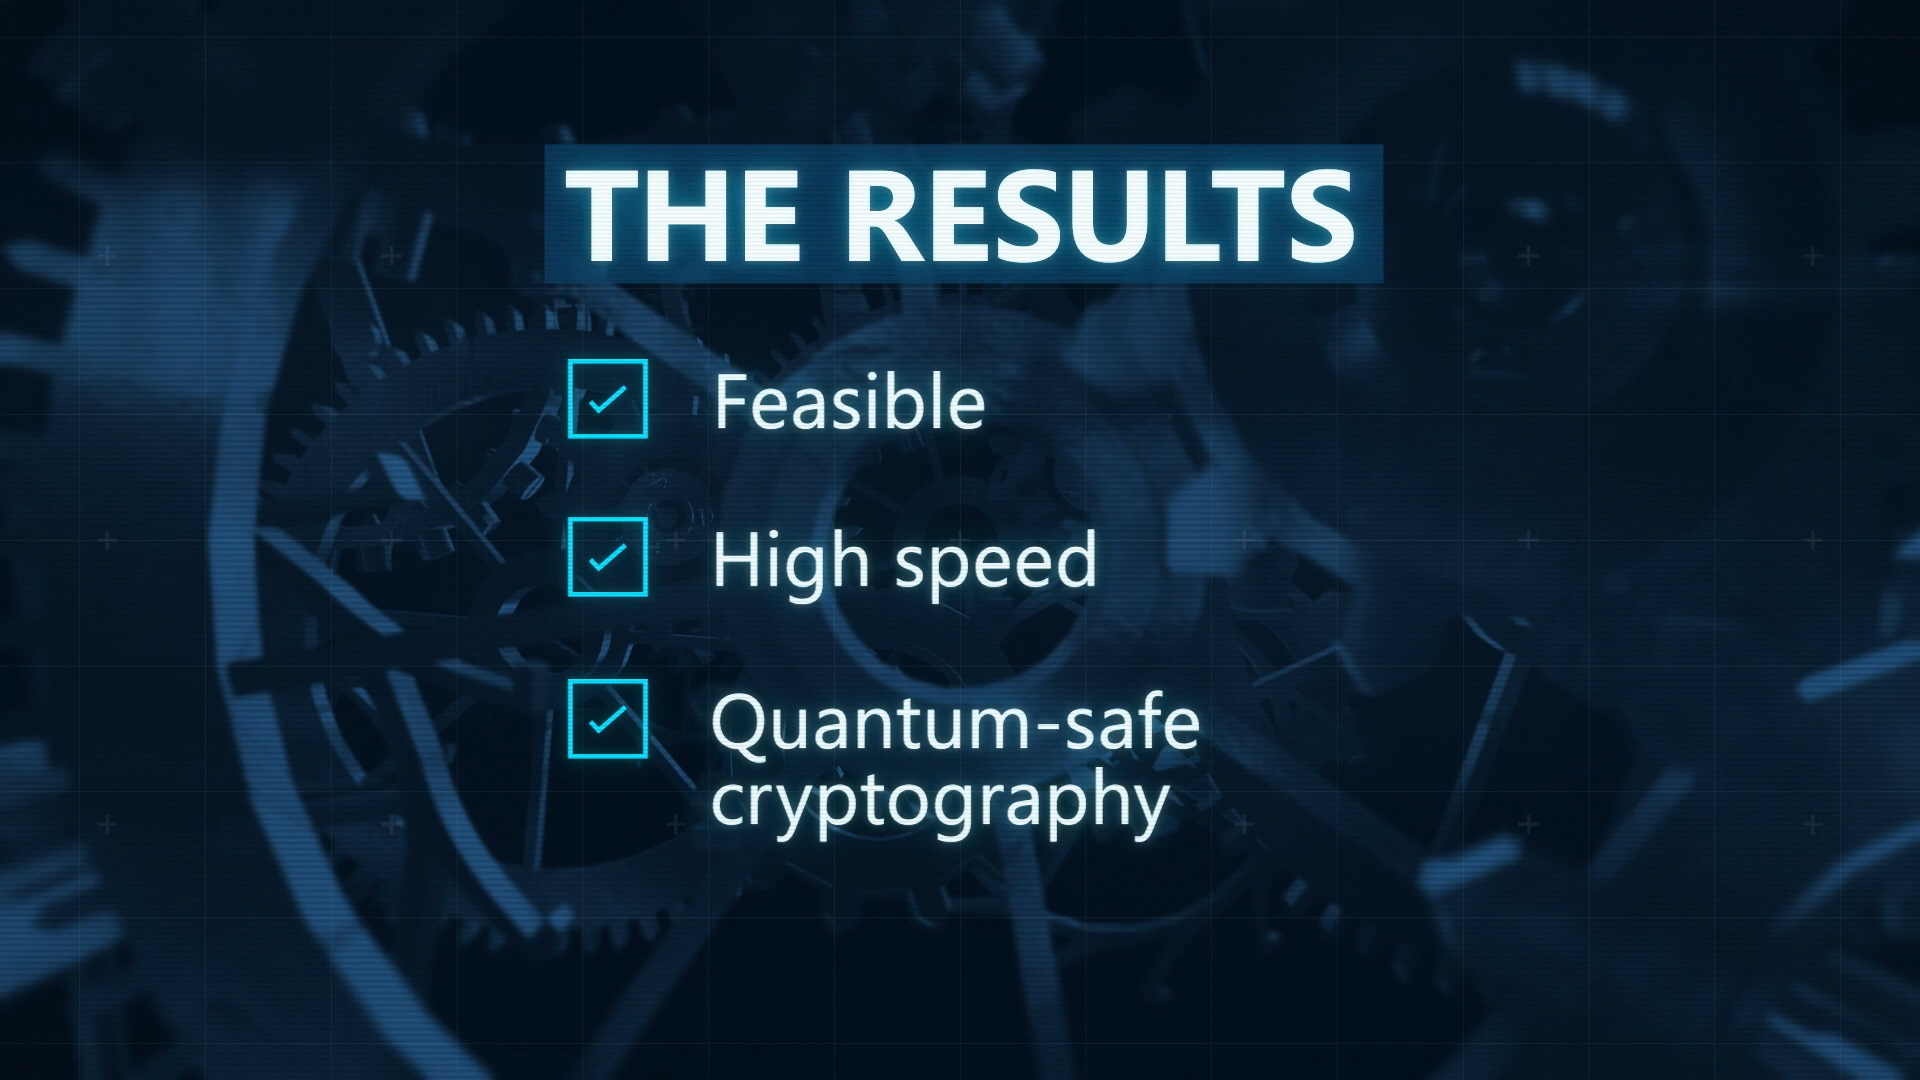 THE RESULTS
Feasible
High speed
Quantum-safe
cryptography